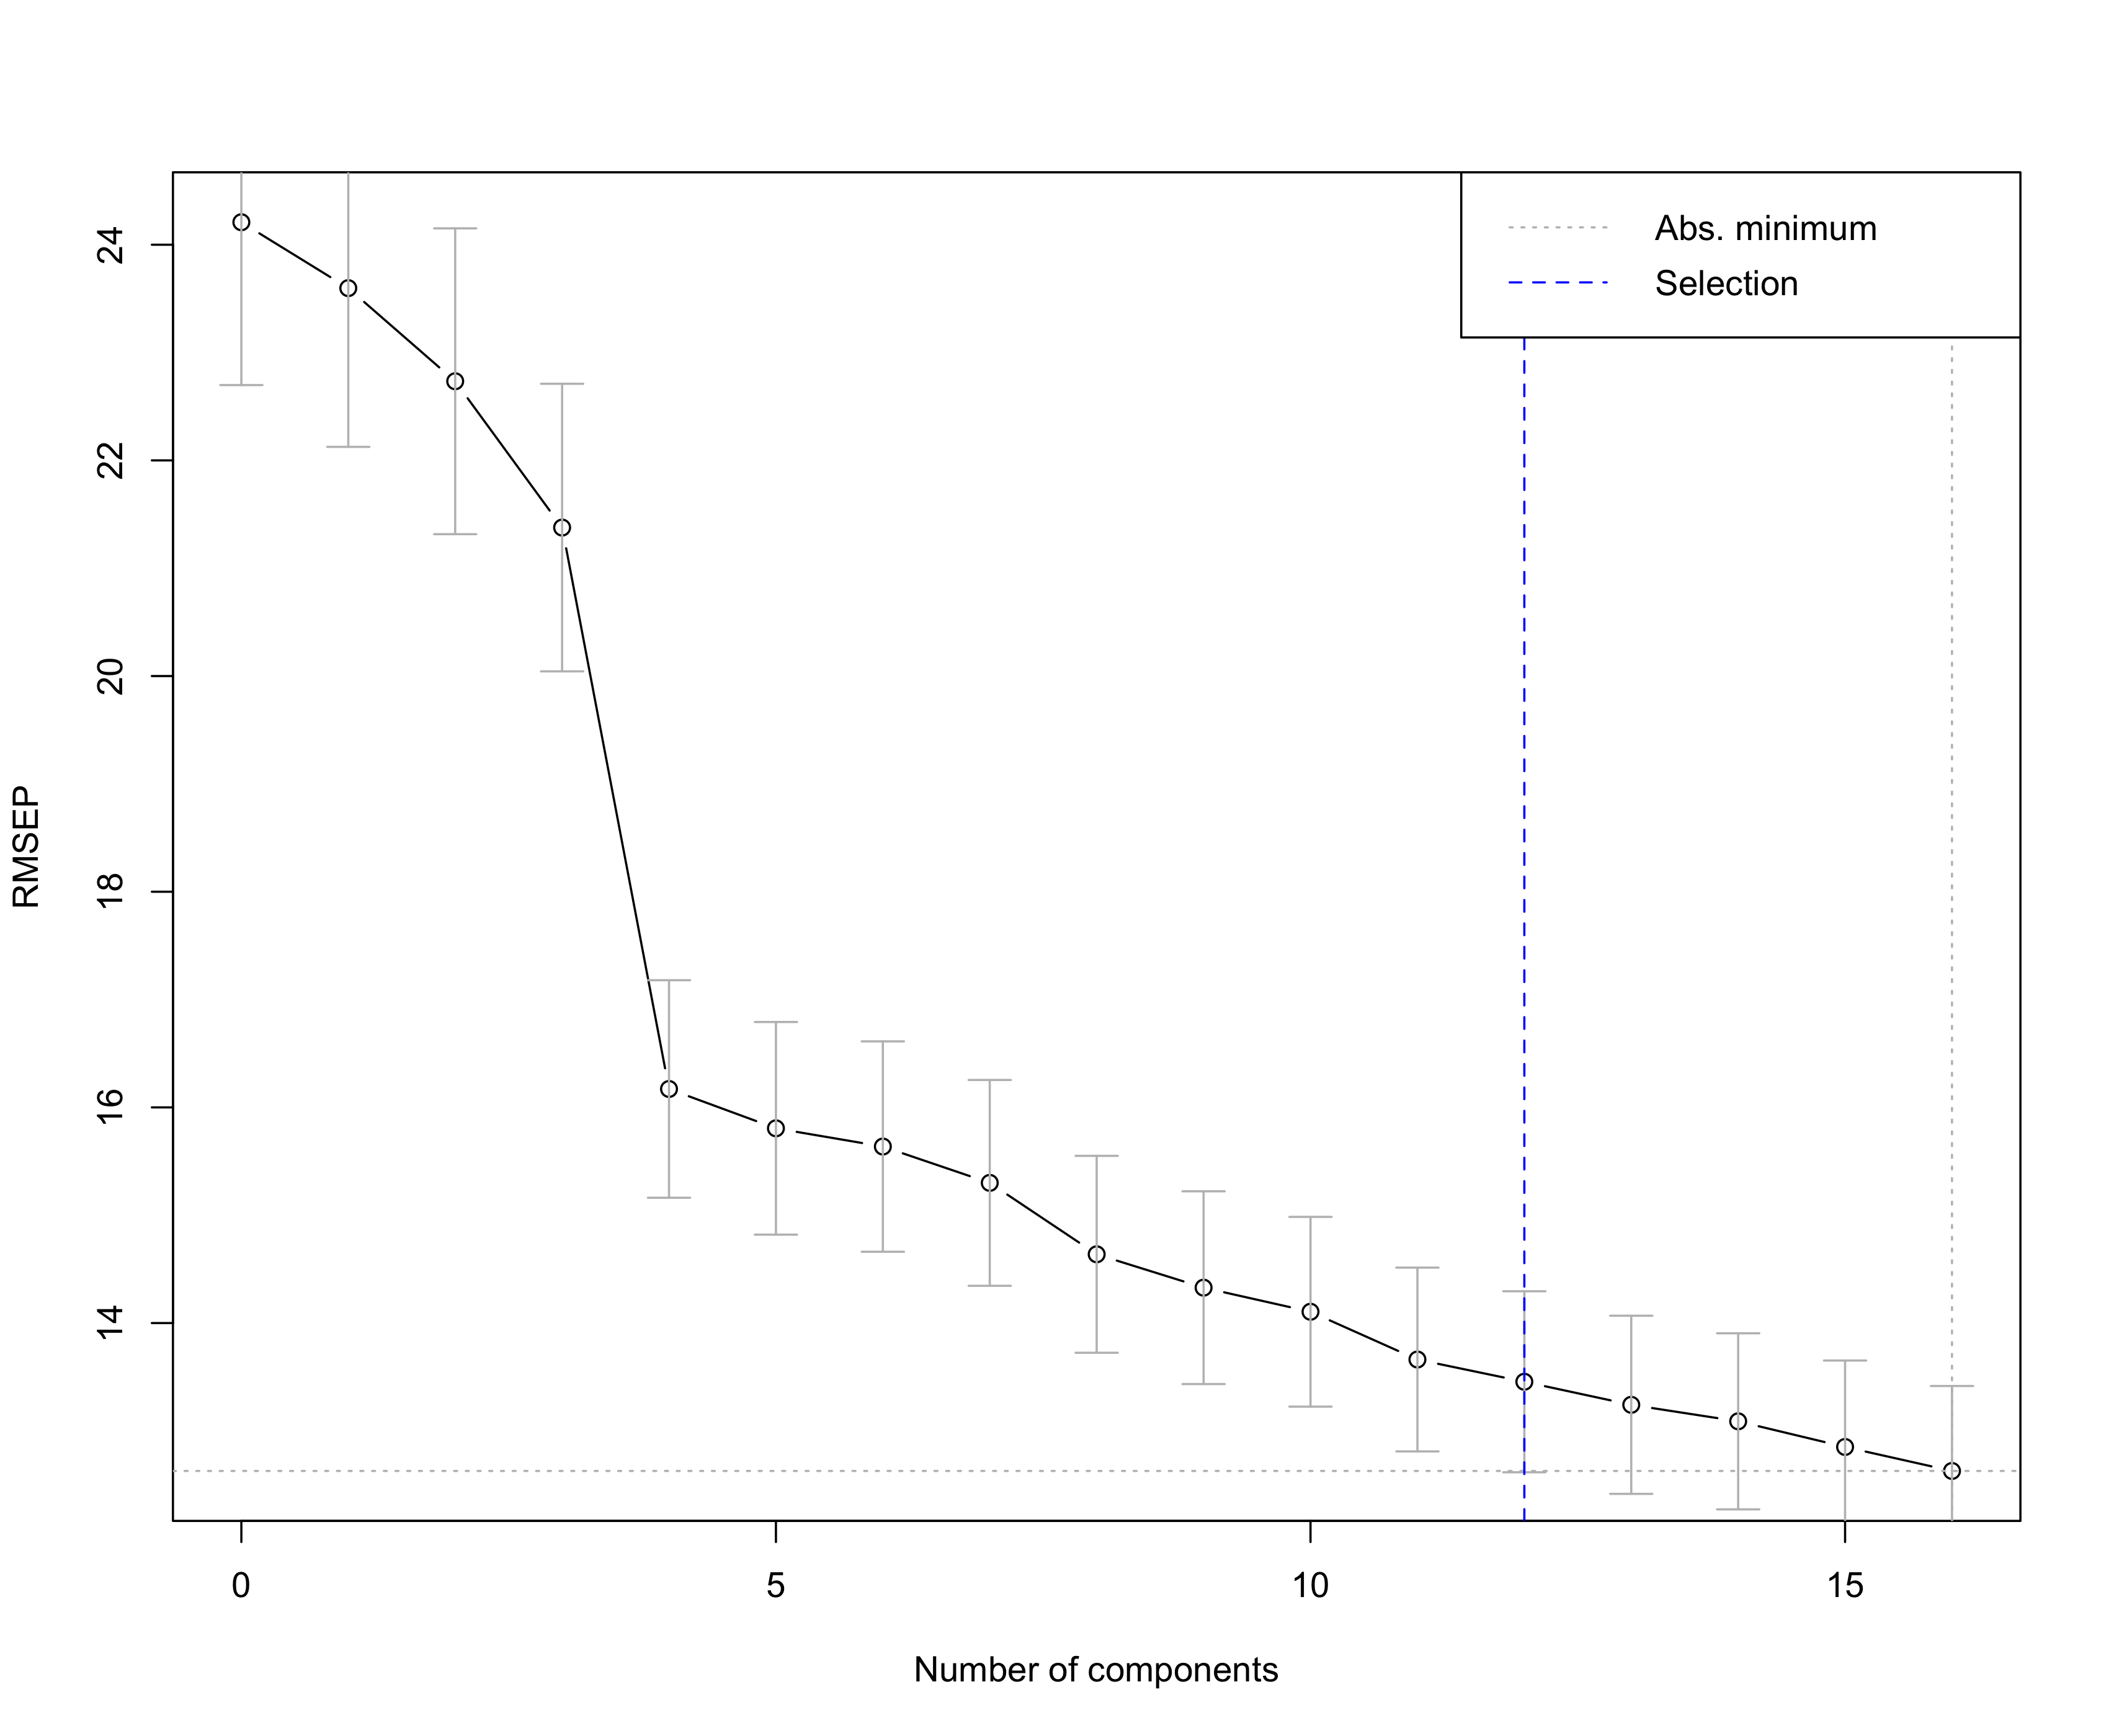 Abs. minimum
Selection
RMSEP
24
22
20
18
16
14
0 5 10 15
Number of components